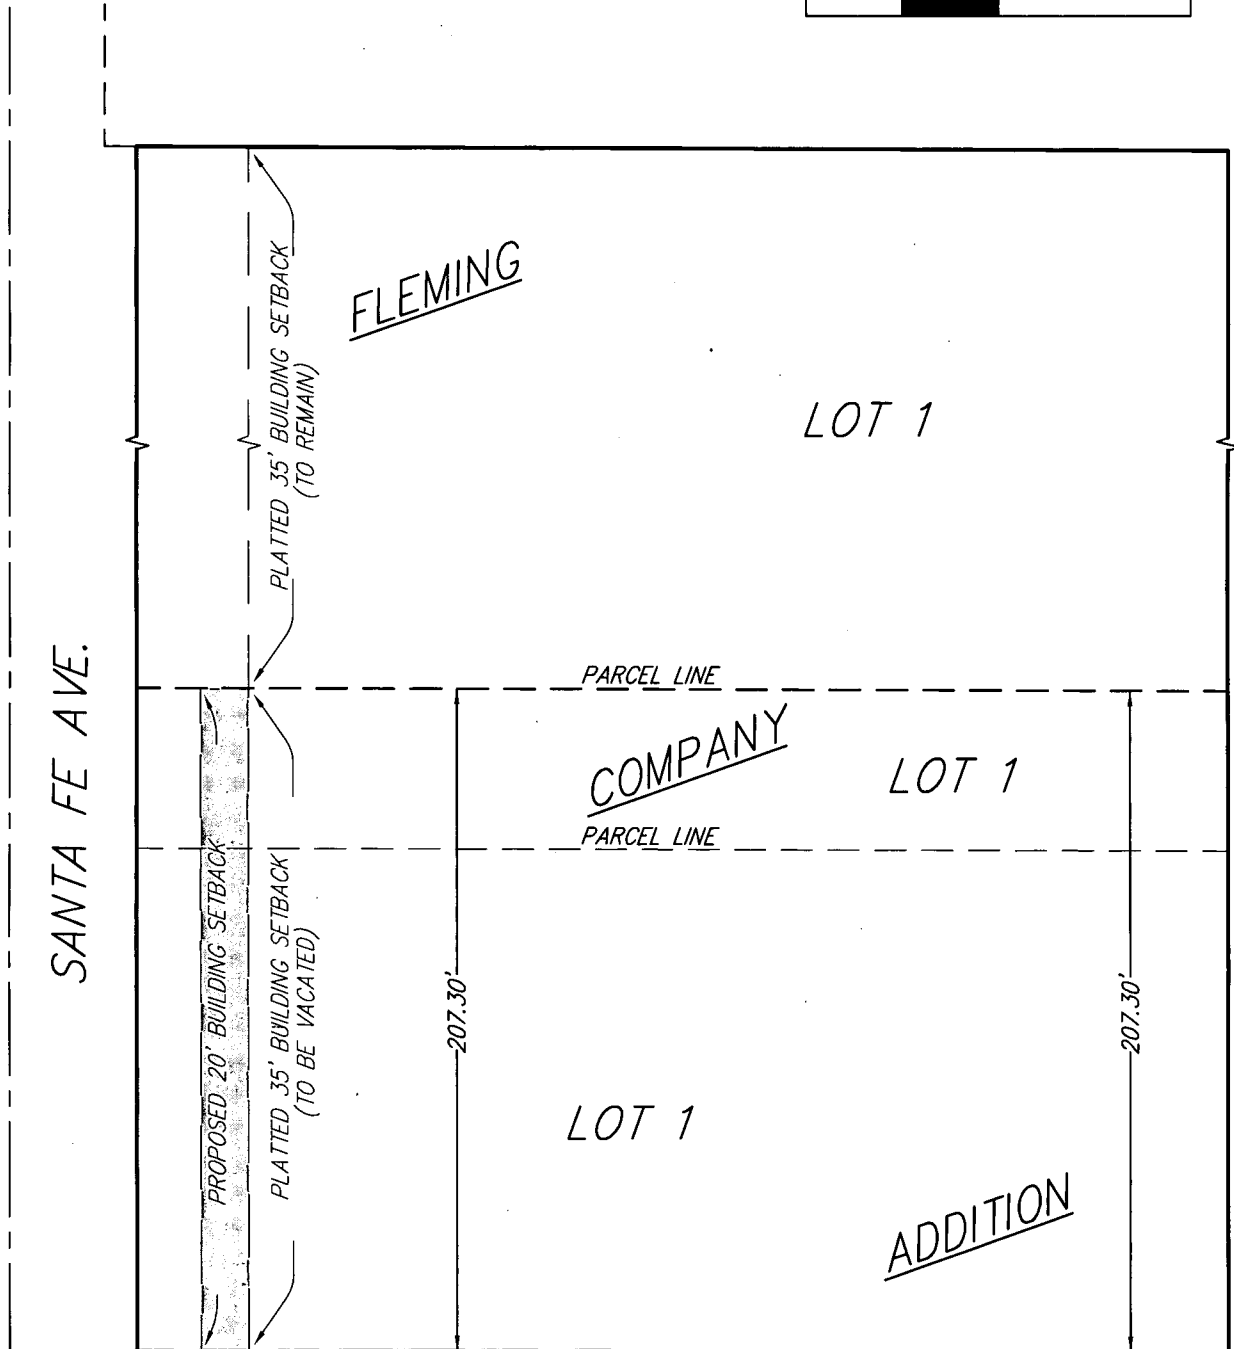 FLEMING
PLATTED 35' BUILDING SETBACK
(TO REMAIN)
LOT 1
SANTA FE AVE.
PARCEL LINE
COMPANY
LOT 1
PARCEL LINE
PROPOSED 20' BUILDING SETBACK
PLATTED 35' BUILDING SETBACK
(TO BE VACATED)
207.30'
207.30'
LOT 1
ADDITION